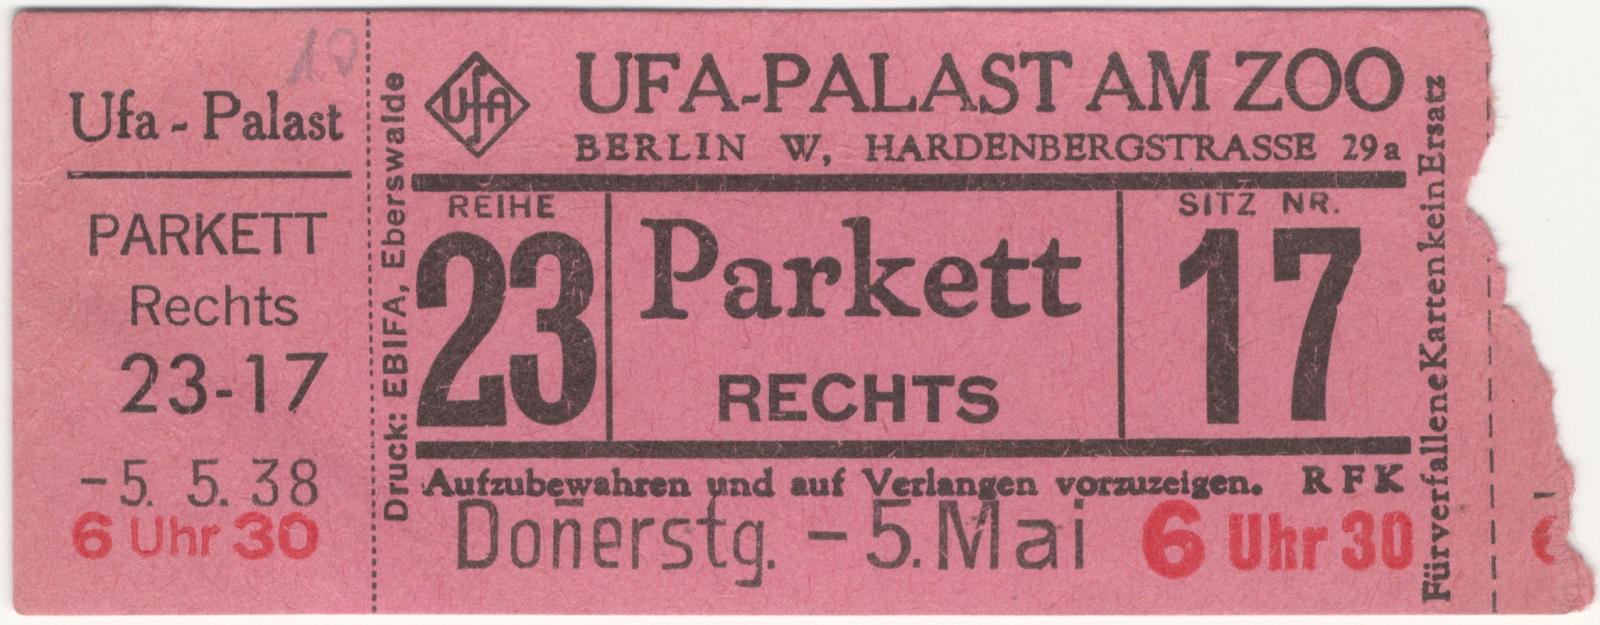 10
Ufa - Palast
PARKETT
Rechts
23-17
-5. 5. 38
6 Uhr 30
Druck: EBIFA, Eberswalde
UfA
UFA-PALAST AM ZOO
BERLIN W, HARDENBERGSTRASSE 29a
REIHE
23
Parkett
RECHTS
SITZ NR.
17
Aufzubewahren und auf Verlangen vorzuzeigen. RFK
Doñerstg. -5. Mai 6 Uhr 30
Für verfallene Karten kein Ersatz